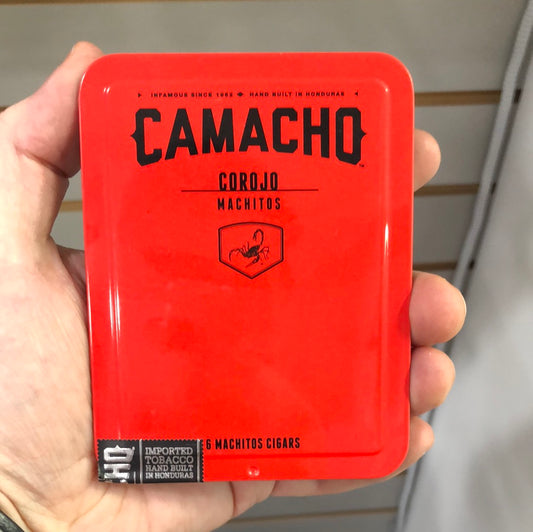 INFAMOUS SINCE 1962 HAND BUILT IN HONDURAS
CAMACHO
TM
COROJO
MACHITOS
6 MACHITOS CIGARS
IMPORTED
TOBACCO
HAND BUILT
IN HONDURAS